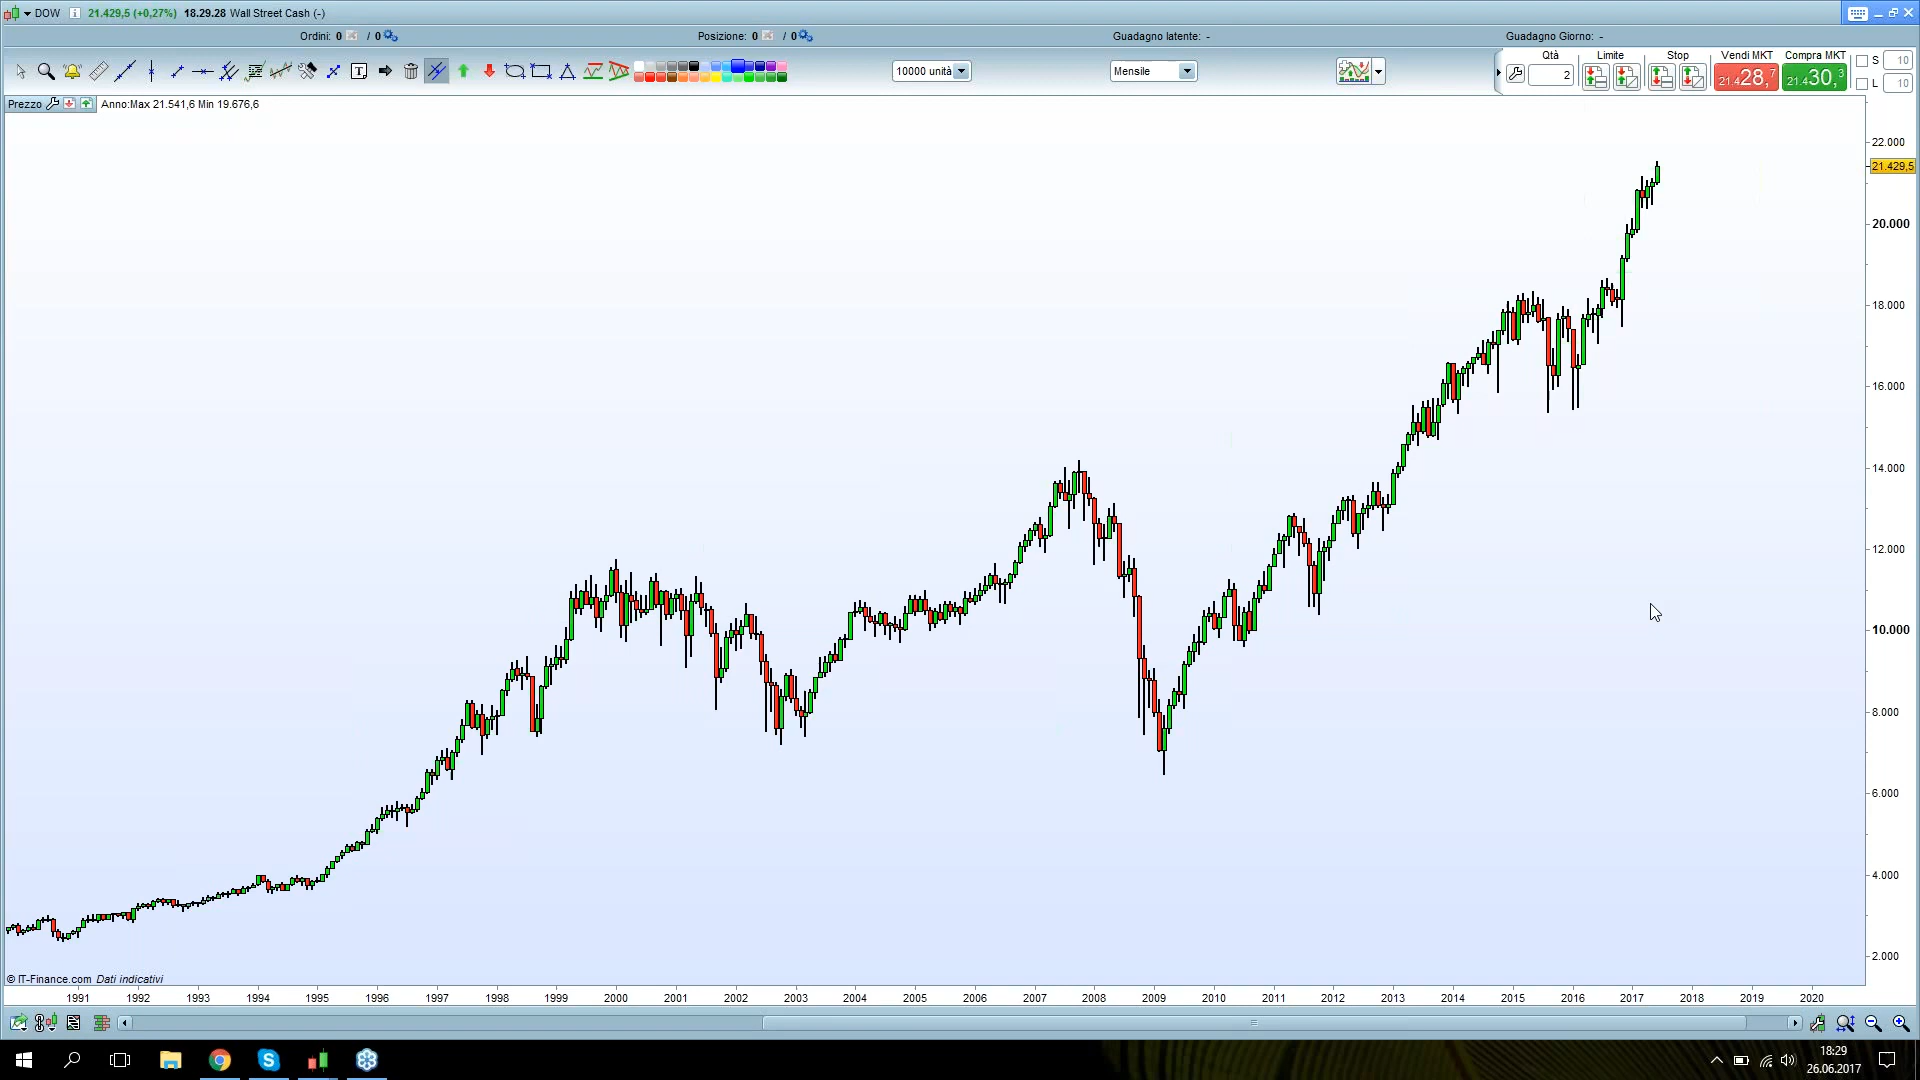 DOW 21.429,5 (+0,27%) 18.29.28 Wall Street Cash (-)
Ordini: 0 / 0 Posizione: 0 / 0 Guadagno latente: - Guadagno Giorno: -
10000 unità Mensile
Qtà Limite Stop Vendi MKT Compra MKT S 10
2 21.428,7 21.430,3 L 10
Prezzo Anno:Max 21.541,6 Min 19.676,6
22.000
21.429,5
20.000
18.000
16.000
14.000
12.000
10.000
8.000
6.000
4.000
2.000
© IT-Finance.com Dati indicativi
1991 1992 1993 1994 1995 1996 1997 1998 1999 2000 2001 2002 2003 2004 2005 2006 2007 2008 2009 2010 2011 2012 2013 2014 2015 2016 2017 2018 2019 2020
18:29
26.06.2017